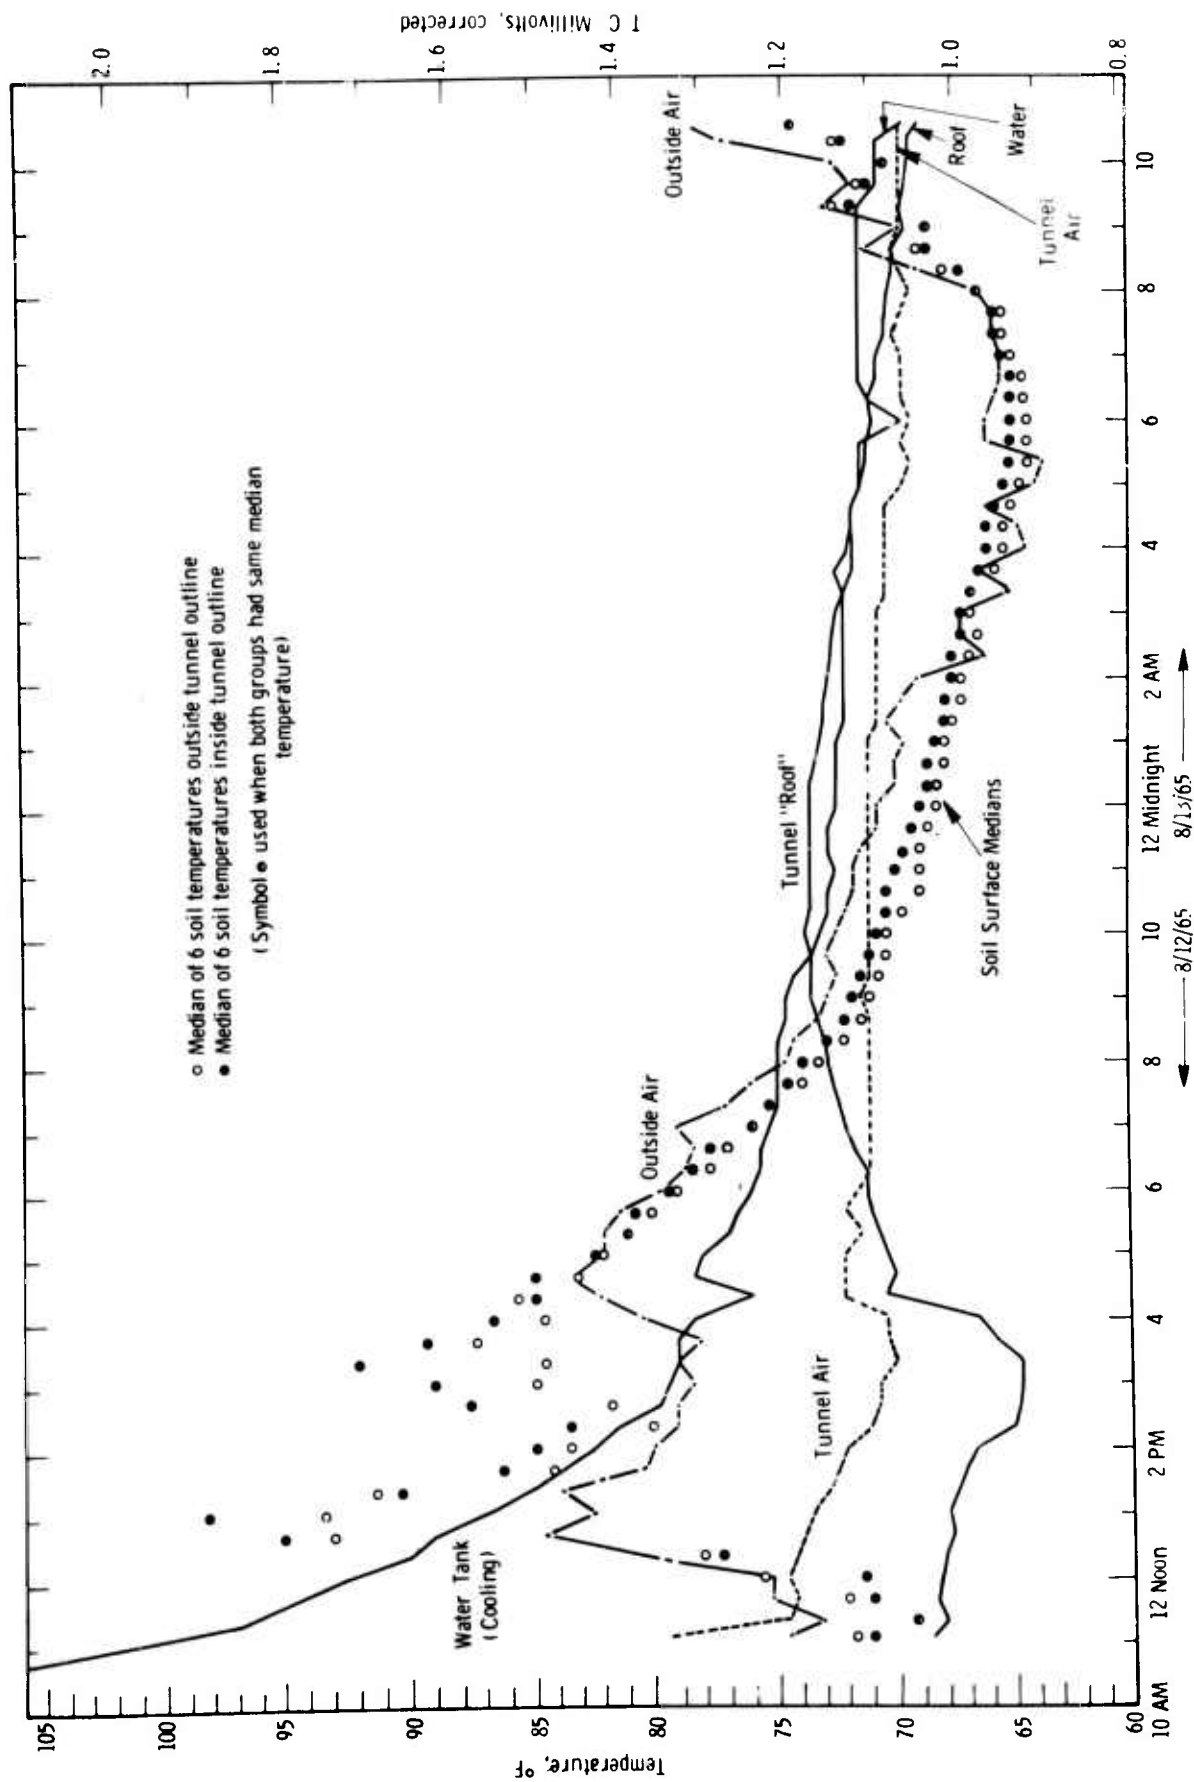 T C Millivolts, corrected
2.0
1.8
1.6
1.4
1.2
1.0
0.8
○ Median of 6 soil temperatures outside tunnel outline
● Median of 6 soil temperatures inside tunnel outline
(Symbol ● used when both groups had same median
temperature)
Outside Air
Water
Roof
Tunnel
Air
Water Tank
(Cooling)
Outside Air
Tunnel "Roof"
Tunnel Air
Soil Surface Medians
Temperature, °F
105
100
95
90
85
80
75
70
65
60
10 AM
12 Noon
2 PM
4
6
8
10
12 Midnight
2 AM
4
6
8
10
8/12/65
8/13/65